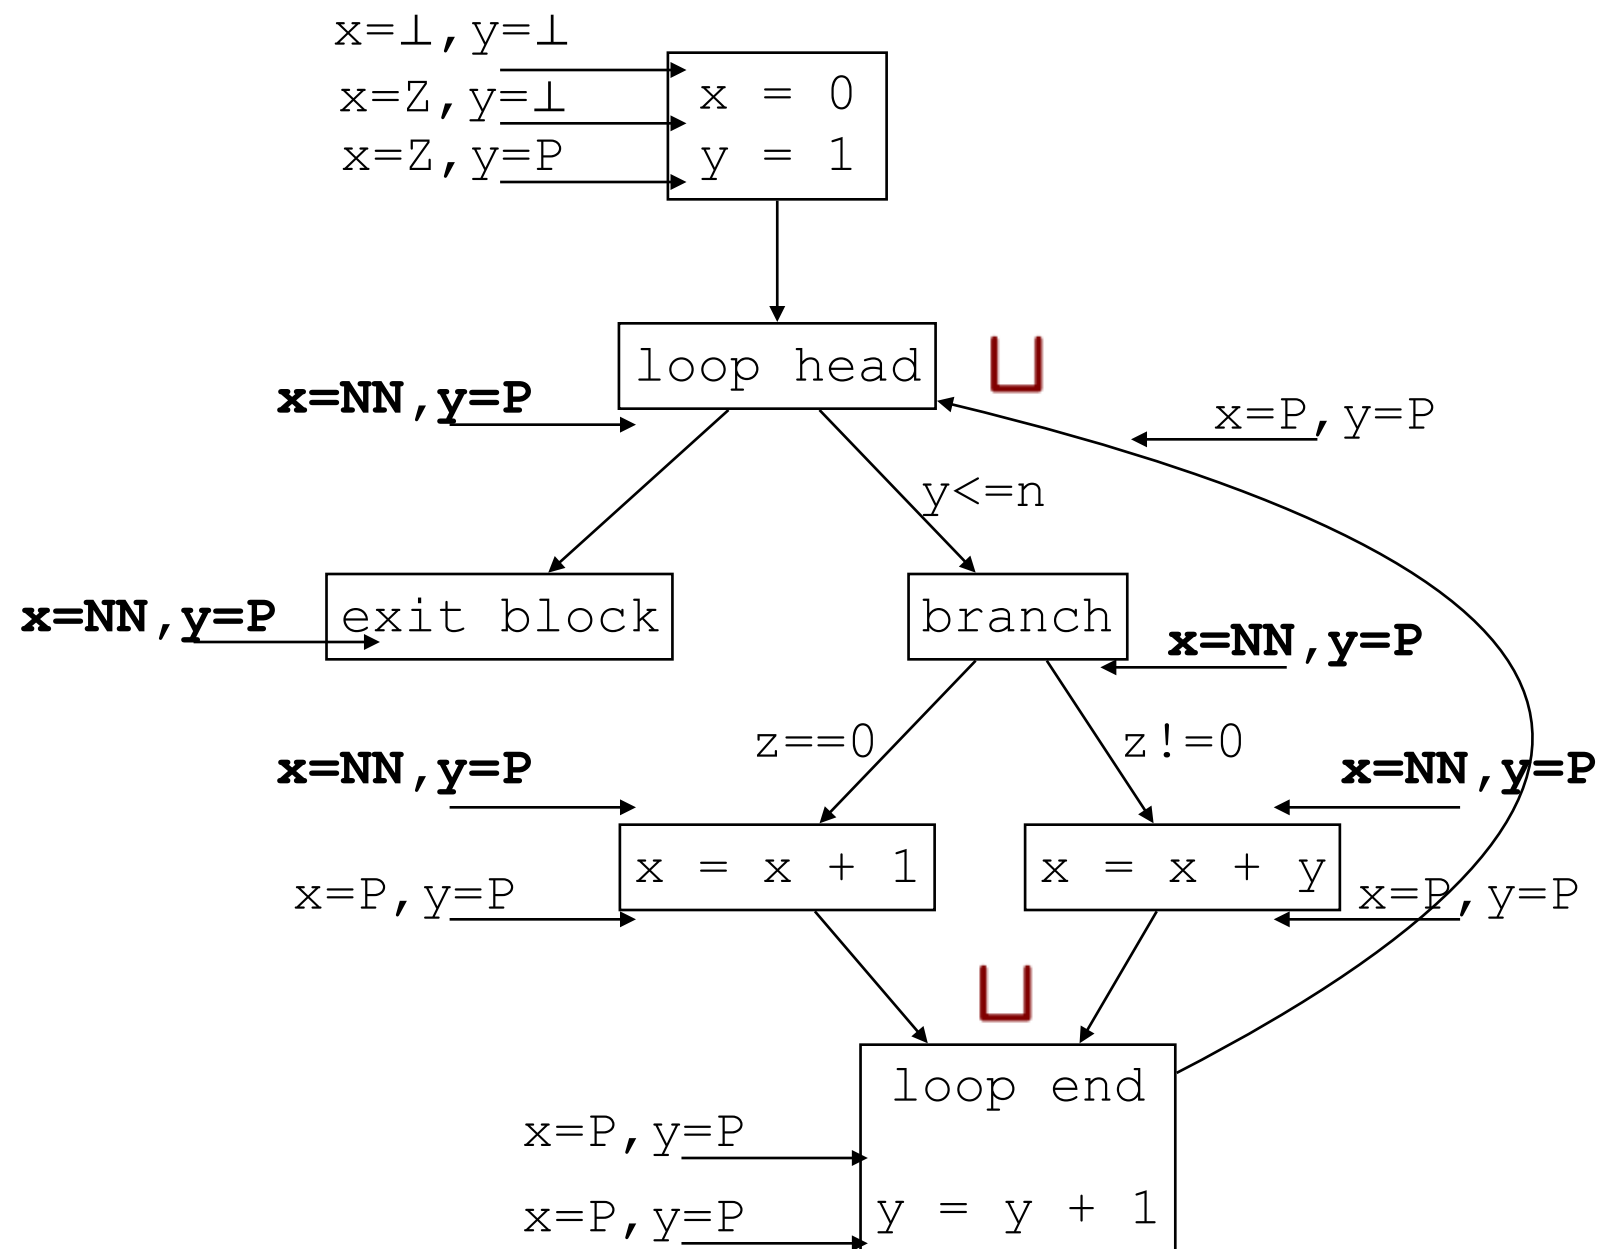 x=⊥,y=⊥
x=Z,y=⊥
x=Z,y=P
x = 0
y = 1
loop head
⊔
x=NN,y=P
x=P,y=P
y<=n
exit block
x=NN,y=P
branch
x=NN,y=P
z==0
z!=0
x=NN,y=P
x=NN,y=P
x = x + 1
x = x + y
x=P,y=P
x=P,y=P
⊔
loop end
x=P,y=P
y = y + 1
x=P,y=P